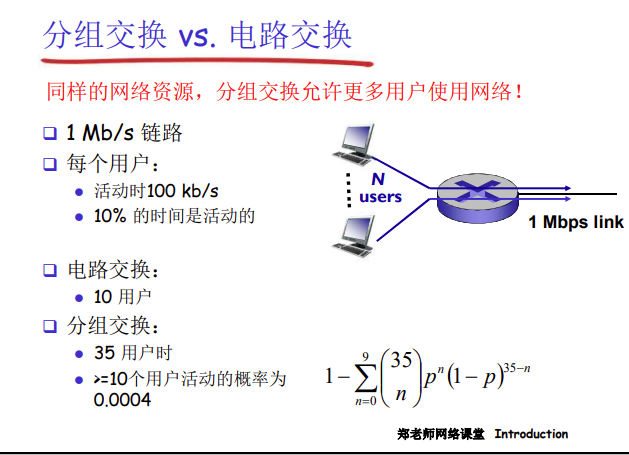 分组交换 vs. 电路交换
同样的网络资源，分组交换允许更多用户使用网络！
1 Mb/s 链路
每个用户：
活动时100 kb/s
10% 的时间是活动的
电路交换：
10 用户
分组交换：
35 用户时
>=10个用户活动的概率为
0.0004
N
users
1 Mbps link
1 − ∑_{n=0}^{9} (35 n) p^n (1 − p)^{35−n}
郑老师网络课堂 Introduction